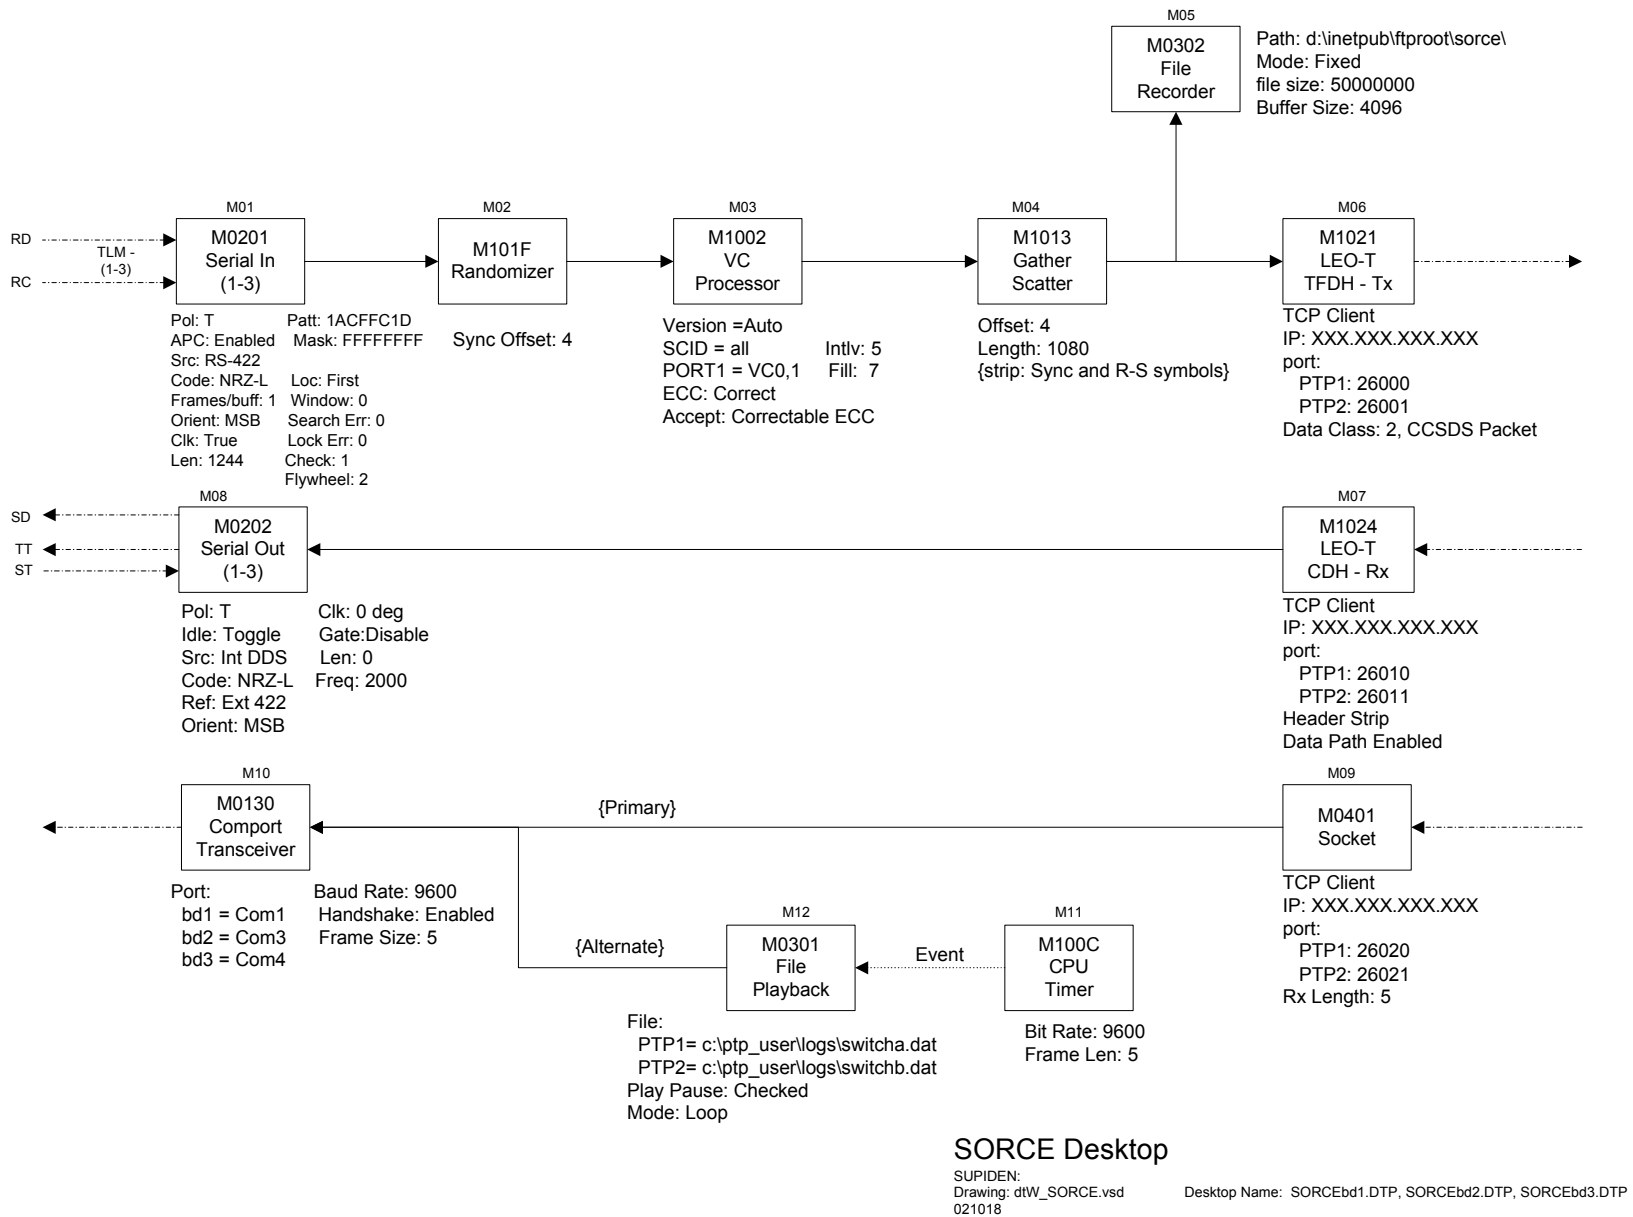 M05
M0302
File
Recorder
Path: d:\inetpub\ftproot\sorce\
Mode: Fixed
file size: 50000000
Buffer Size: 4096
RD
RC
TLM -
(1-3)
M01
M0201
Serial In
(1-3)
Pol: T Patt: 1ACFFC1D
APC: Enabled Mask: FFFFFFFF
Src: RS-422
Code: NRZ-L Loc: First
Frames/buff: 1 Window: 0
Orient: MSB Search Err: 0
Clk: True Lock Err: 0
Len: 1244 Check: 1
Flywheel: 2
M02
M101F
Randomizer
Sync Offset: 4
M03
M1002
VC
Processor
Version =Auto
SCID = all Intlv: 5
PORT1 = VC0,1 Fill: 7
ECC: Correct
Accept: Correctable ECC
M04
M1013
Gather
Scatter
Offset: 4
Length: 1080
{strip: Sync and R-S symbols}
M06
M1021
LEO-T
TFDH - Tx
TCP Client
IP: XXX.XXX.XXX.XXX
port:
PTP1: 26000
PTP2: 26001
Data Class: 2, CCSDS Packet
SD
TT
ST
M08
M0202
Serial Out
(1-3)
Pol: T Clk: 0 deg
Idle: Toggle Gate:Disable
Src: Int DDS Len: 0
Code: NRZ-L Freq: 2000
Ref: Ext 422
Orient: MSB
M07
M1024
LEO-T
CDH - Rx
TCP Client
IP: XXX.XXX.XXX.XXX
port:
PTP1: 26010
PTP2: 26011
Header Strip
Data Path Enabled
M10
M0130
Comport
Transceiver
Port: Baud Rate: 9600
bd1 = Com1 Handshake: Enabled
bd2 = Com3 Frame Size: 5
bd3 = Com4
{Primary}
{Alternate}
M12
M0301
File
Playback
File:
PTP1= c:\ptp_user\logs\switcha.dat
PTP2= c:\ptp_user\logs\switchb.dat
Play Pause: Checked
Mode: Loop
Event
M11
M100C
CPU
Timer
Bit Rate: 9600
Frame Len: 5
M09
M0401
Socket
TCP Client
IP: XXX.XXX.XXX.XXX
port:
PTP1: 26020
PTP2: 26021
Rx Length: 5
SORCE Desktop
SUPIDEN:
Drawing: dtW_SORCE.vsd Desktop Name: SORCEbd1.DTP, SORCEbd2.DTP, SORCEbd3.DTP
021018